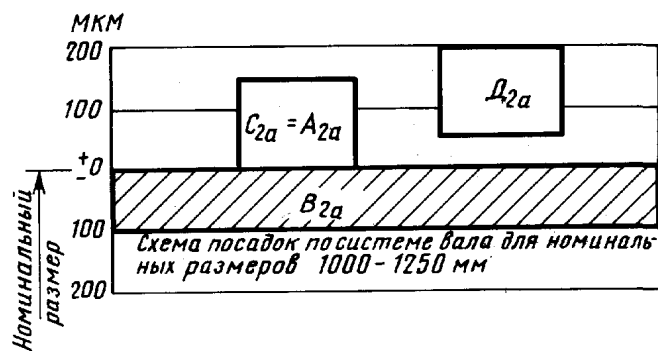 МКМ
200
100
+
0
-
100
200
C2a = A2a
Д2a
B2a
Схема посадок по системе вала для номиналь-
ных размеров 1000-1250 мм
Номинальный
размер